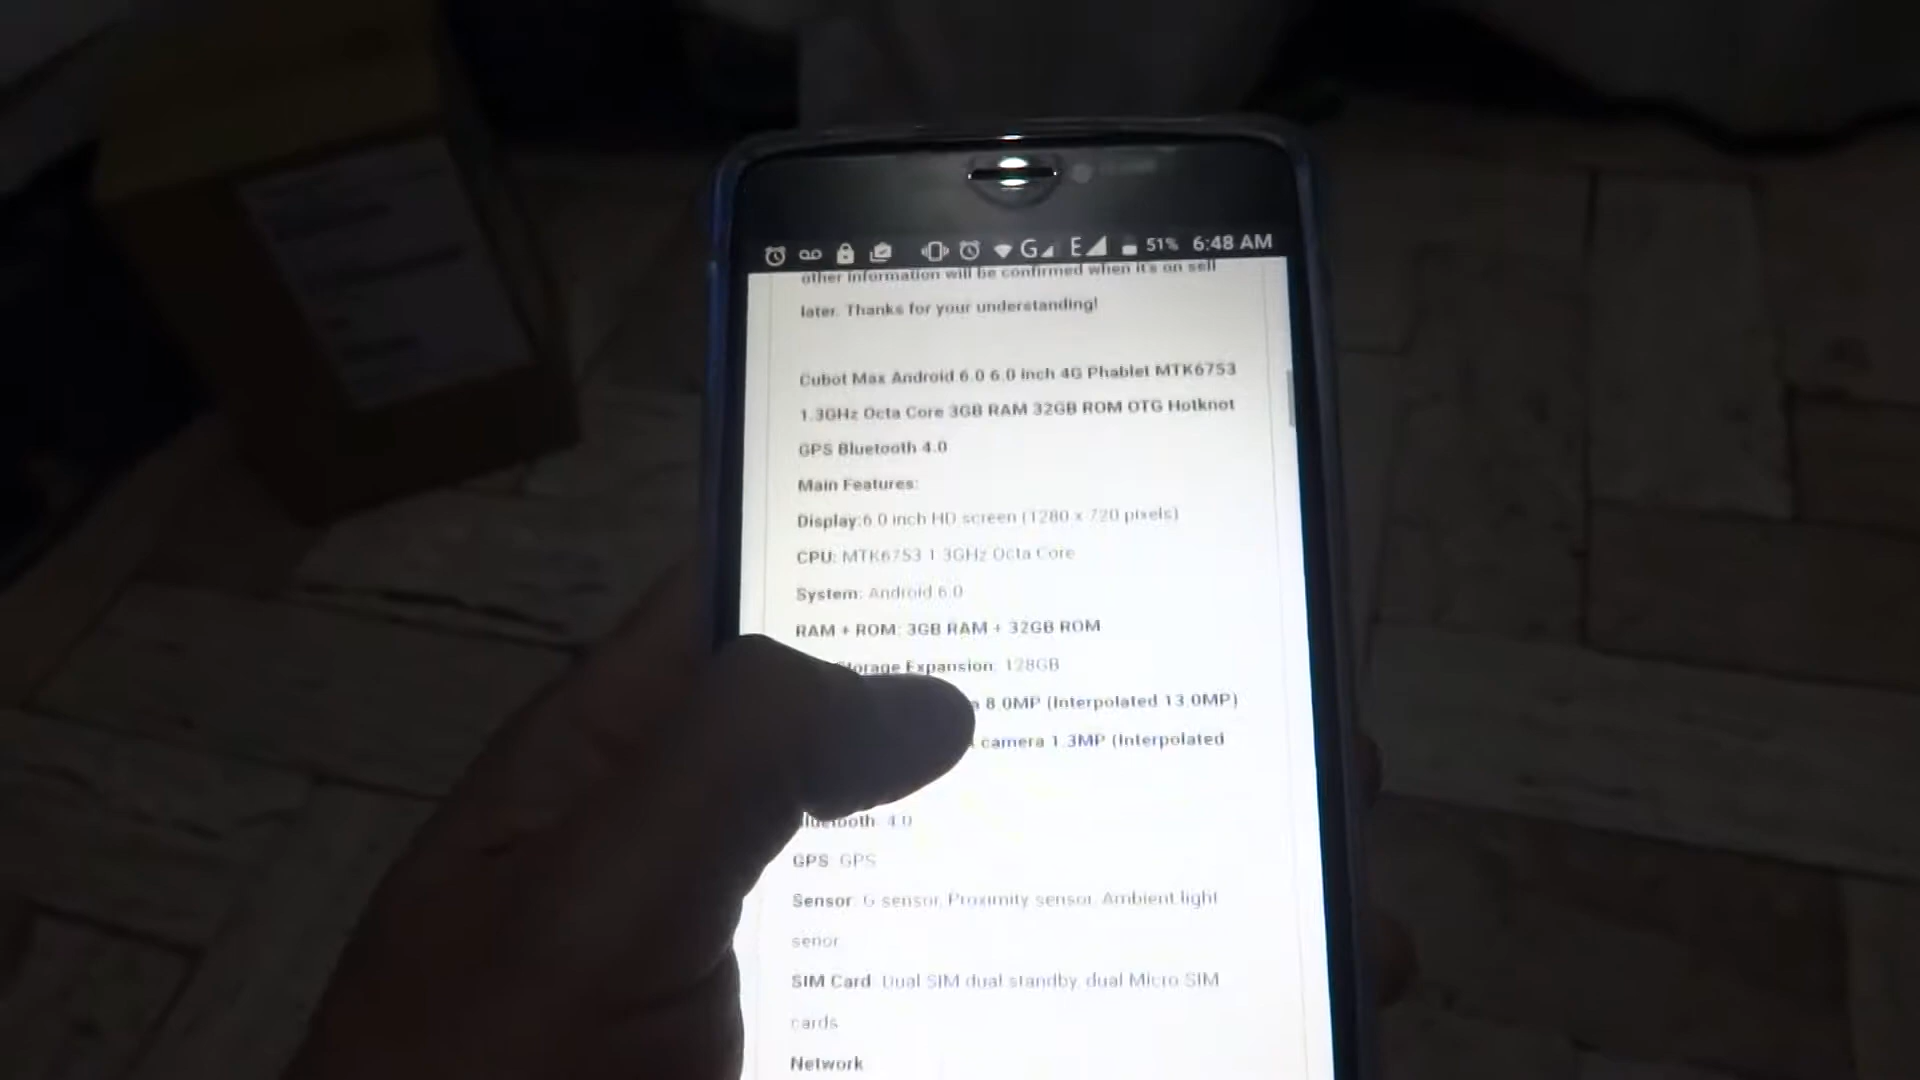 51% 6:48 AM
other information will be confirmed when it's on sell
later. Thanks for your understanding!
Cubot Max Android 6.0 6.0 inch 4G Phablet MTK6753
1.3GHz Octa Core 3GB RAM 32GB ROM OTG Hotknot
GPS Bluetooth 4.0
Main Features:
Display:6.0 inch HD screen (1280 x 720 pixels)
CPU: MTK6753 1.3GHz Octa Core
System: Android 6.0
RAM + ROM: 3GB RAM + 32GB ROM
Storage Expansion: 128GB
8.0MP (Interpolated 13.0MP)
camera 1.3MP (Interpolated
Bluetooth: 4.0
GPS: GPS
Sensor: G sensor, Proximity sensor, Ambient light
senor
SIM Card: Dual SIM dual standby, dual Micro SIM
cards
Network